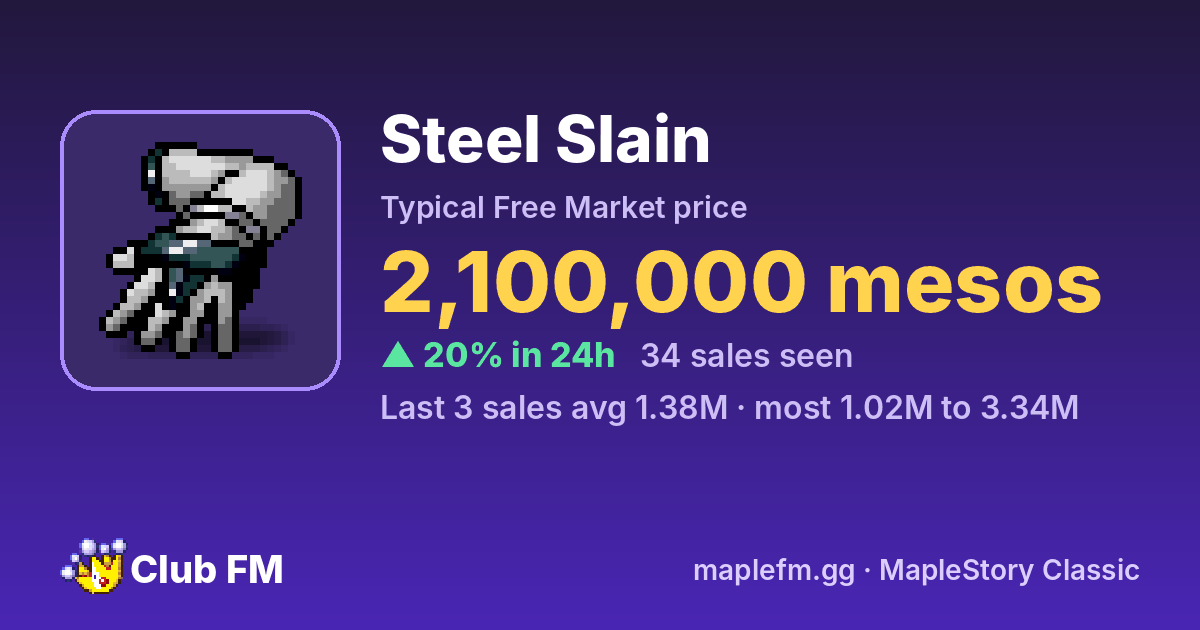 Steel Slain
Typical Free Market price
2,100,000 mesos
▲ 20% in 24h 34 sales seen
Last 3 sales avg 1.38M · most 1.02M to 3.34M
Club FM
maplefm.gg · MapleStory Classic